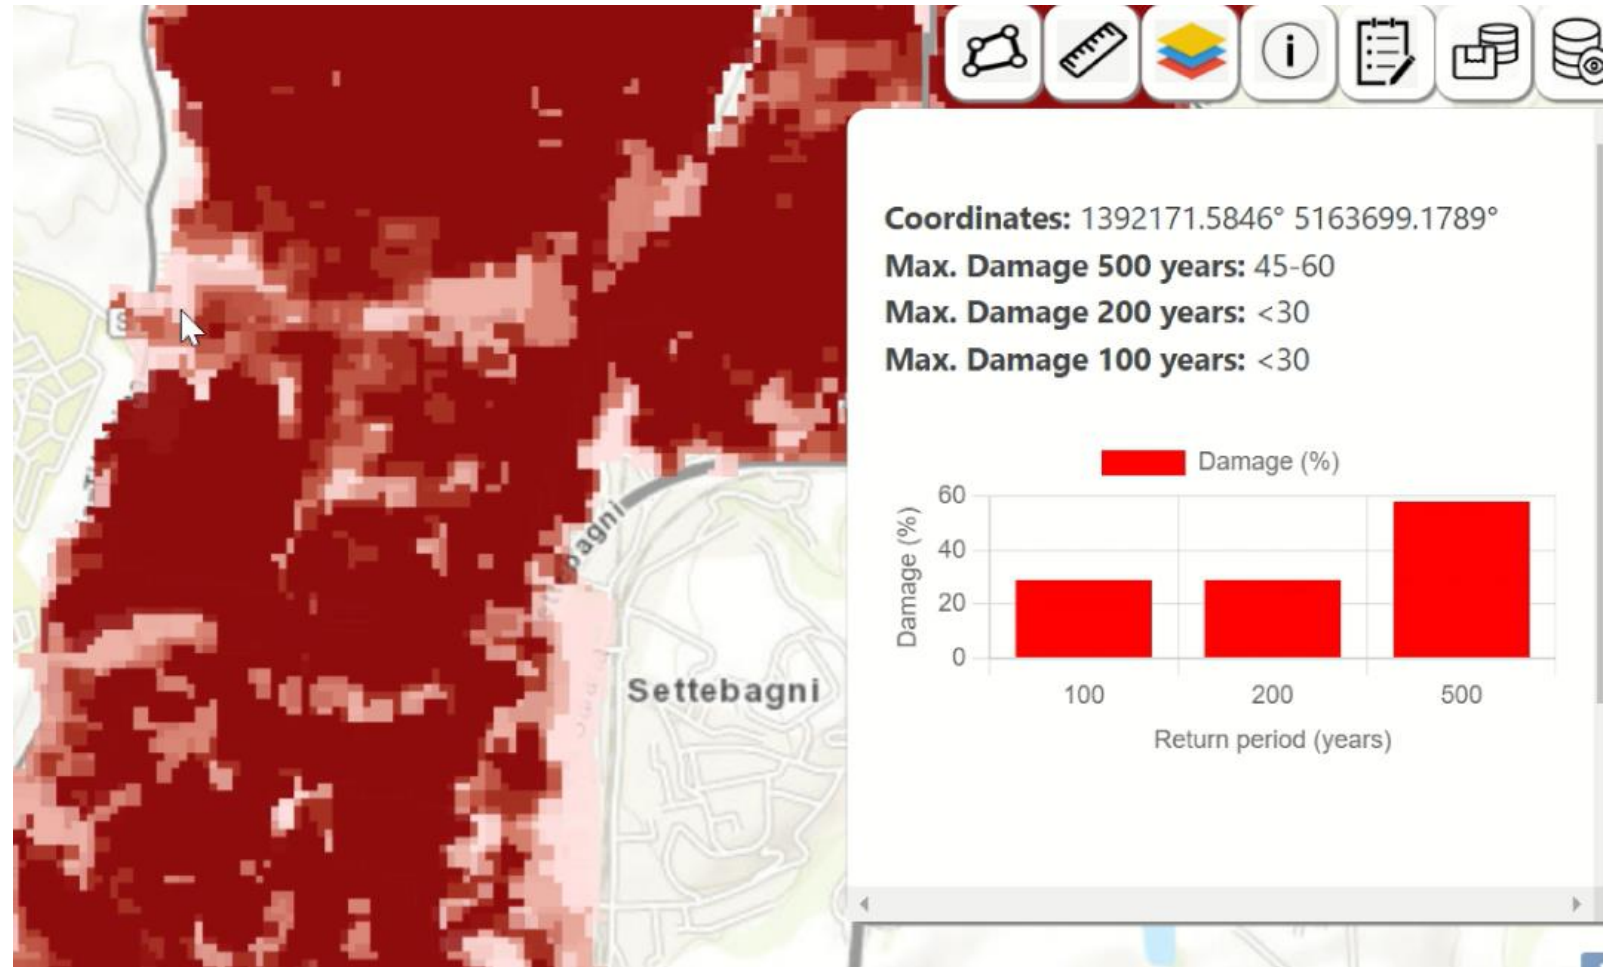 Coordinates: 1392171.5846° 5163699.1789°
Max. Damage 500 years: 45-60
Max. Damage 200 years: <30
Max. Damage 100 years: <30
Damage (%)
Damage (%)
60
40
20
0
100 200 500
Return period (years)
S
bagni
Settebagni